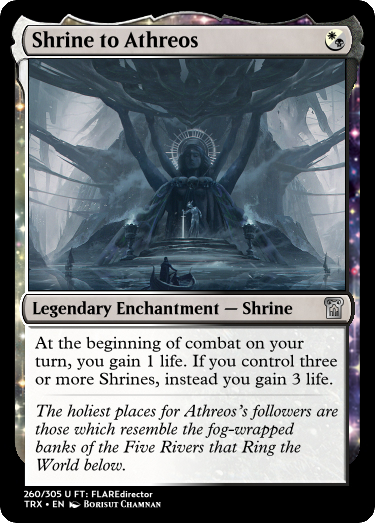 Shrine to Athreos
Legendary Enchantment — Shrine
At the beginning of combat on your
turn, you gain 1 life. If you control three
or more Shrines, instead you gain 3 life.
The holiest places for Athreos's followers are
those which resemble the fog-wrapped
banks of the Five Rivers that Ring the
World below.
260/305 U FT: FLAREdirector
TRX • EN Borisut Chamnan